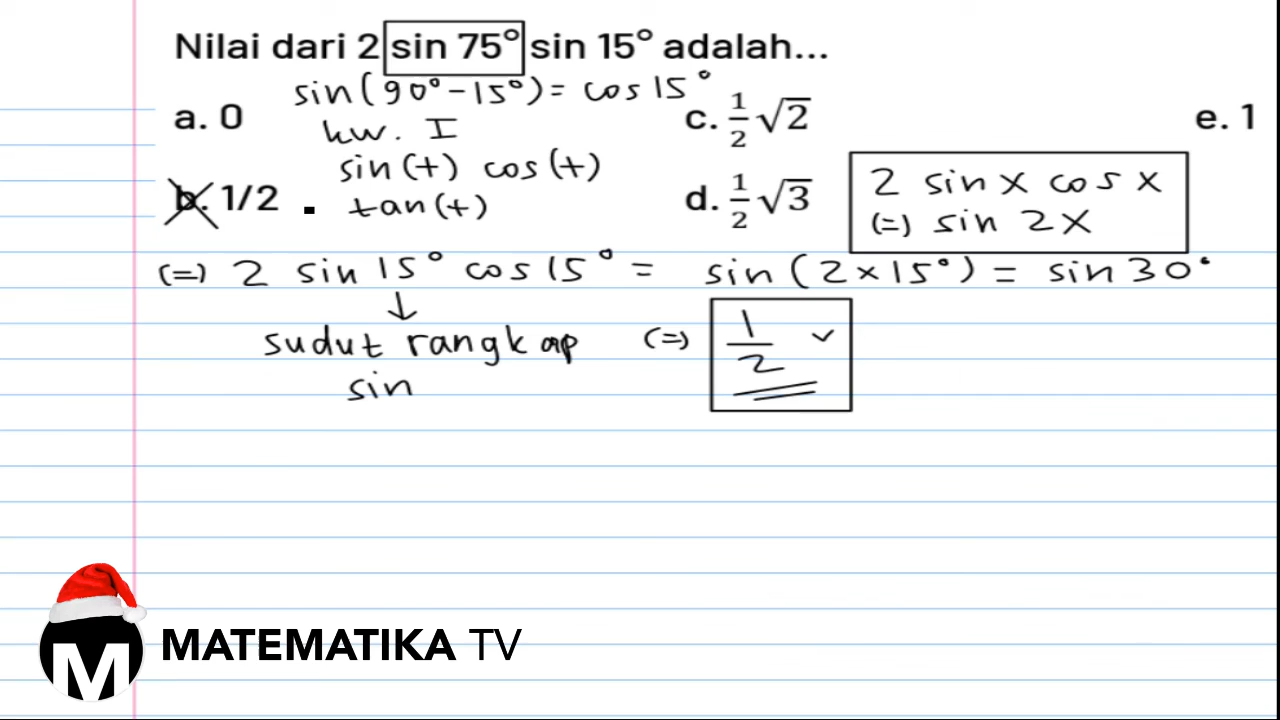 Nilai dari 2 sin 75° sin 15° adalah...
sin(90° - 15°) = cos 15°
a. 0
c. 1/2 √2
e. 1
kw. I
sin(+) cos(+)
b. 1/2
tan(+)
d. 1/2 √3
2 sin x cos x
(=) sin 2x
(=) 2 sin 15° cos 15° = sin (2 x 15°) = sin 30°
sudut rangkap
sin
(=) 1/2
M MATEMATIKA TV